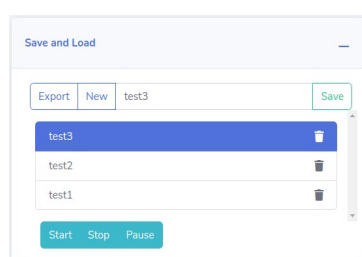 Save and Load
Export New test3 Save
test3
test2
test1
Start Stop Pause